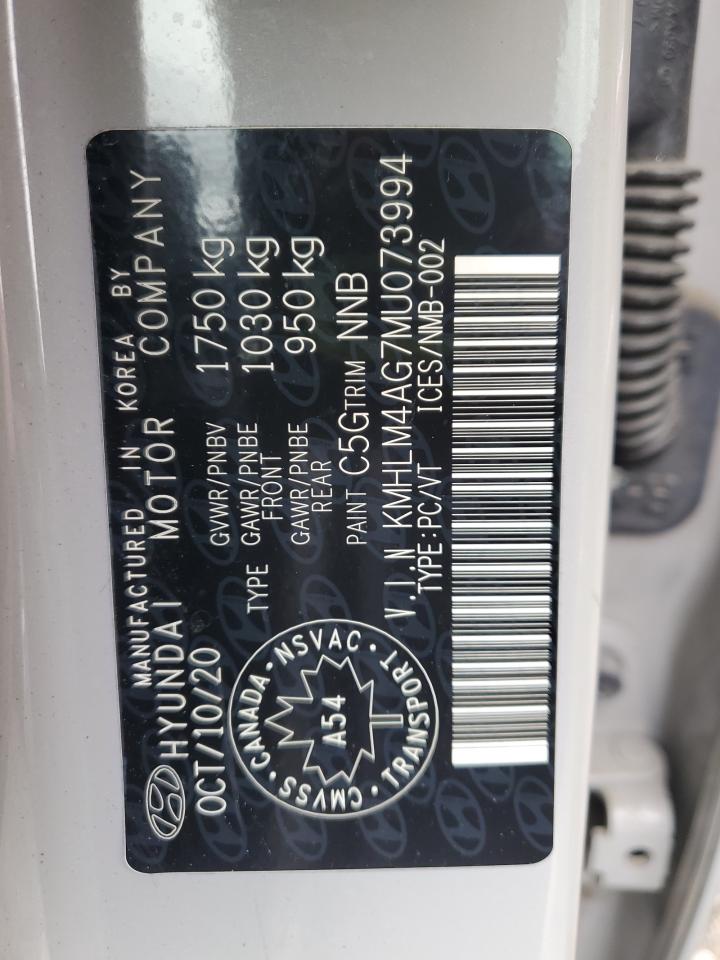 MANUFACTURED IN KOREA BY
HYUNDAI MOTOR COMPANY
OCT/10/20
GVWR/PNBV 1750 kg
TYPE GAWR/PNBE FRONT 1030 kg
GAWR/PNBE REAR 950 kg
PAINT C5G TRIM NNB
V.I.N KMHLM4AG7MU073994
TYPE:PC/VT ICES/NMB-002
CMVSS · CANADA · NSVAC · TRANSPORT
A54